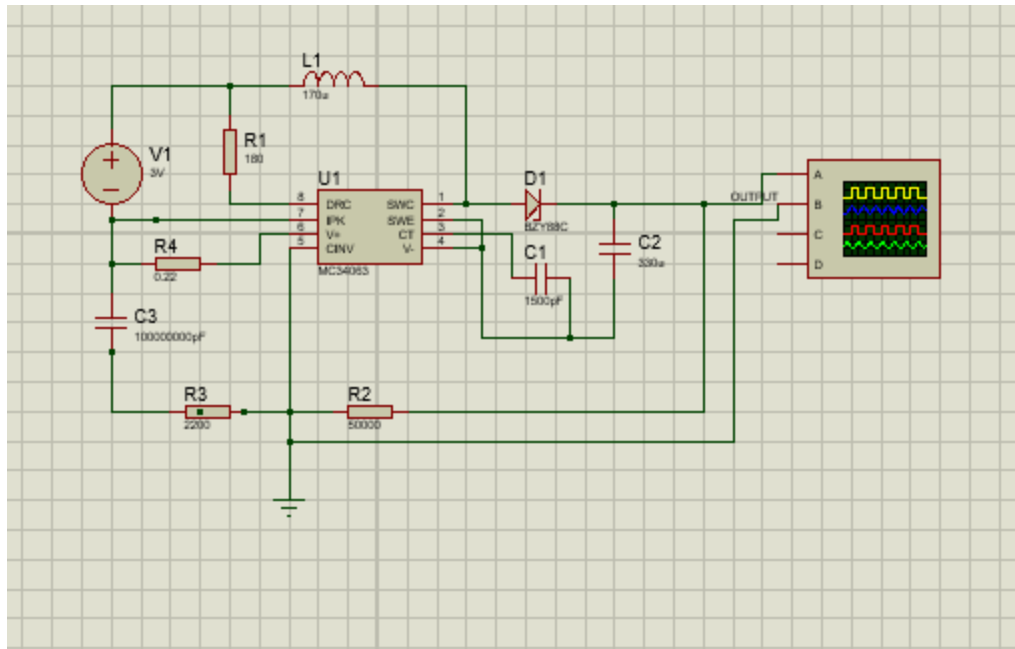 L1
170u
R1
180
V1
3V
U1
8 DRC SWC 1
7 IPK SWE 2
6 V+ CT 3
5 CINV V- 4
MC34063
D1
BZY88C
OUTPUT
A
B
C
D
R4
0.22
C1
1500pF
C2
330u
C3
100000000pF
R3
2200
R2
50000